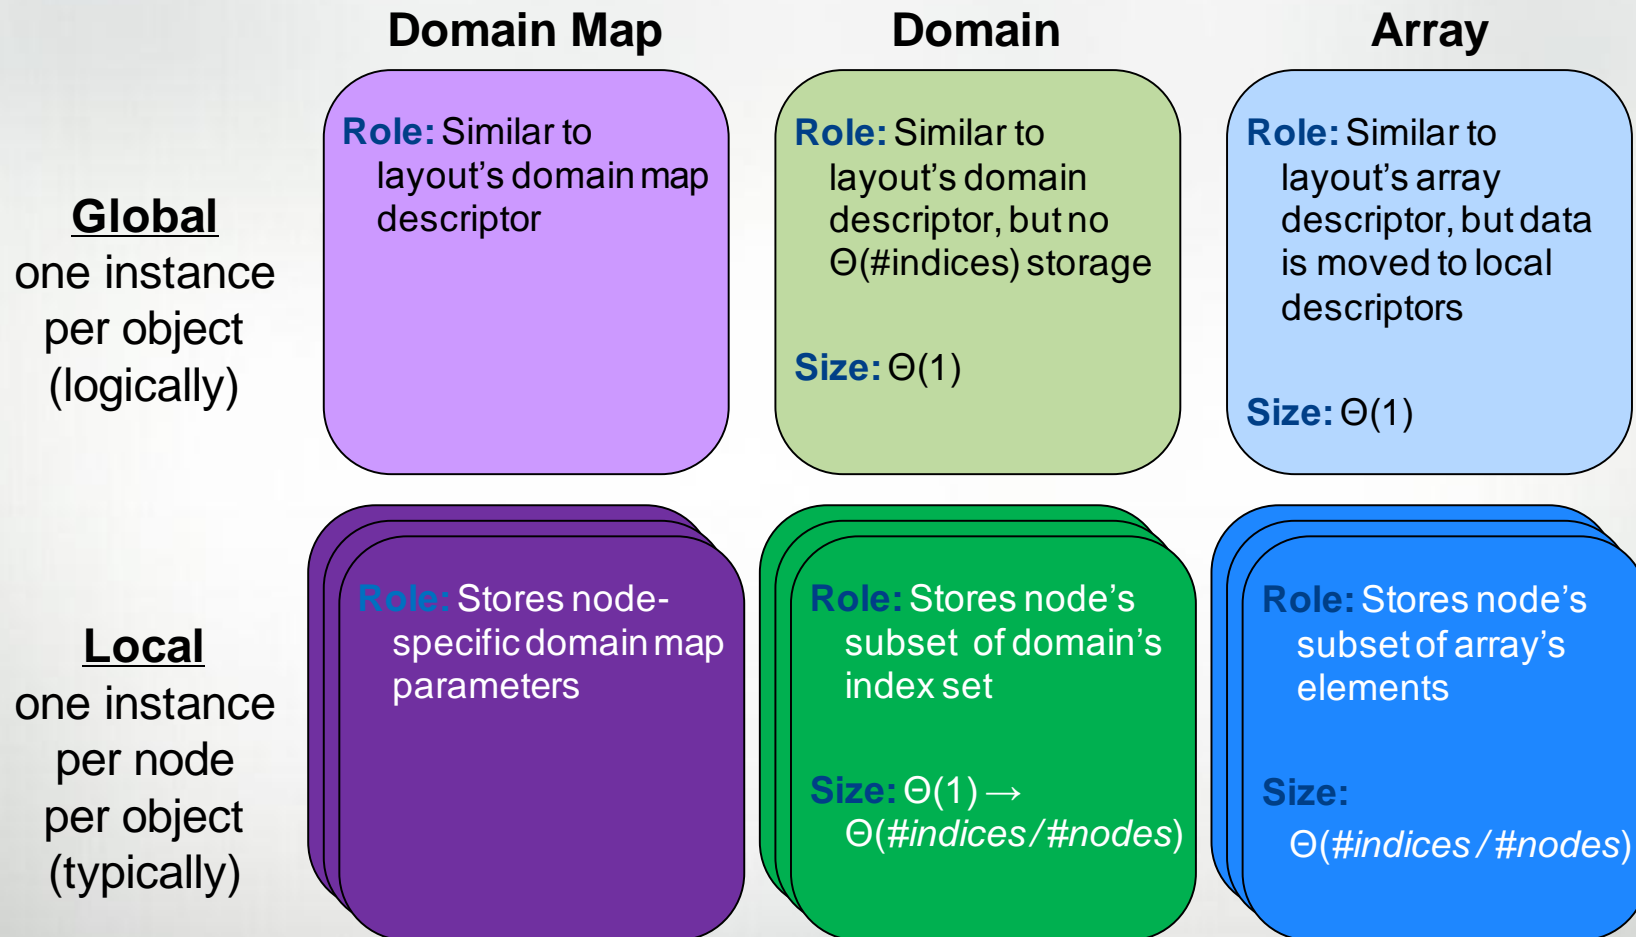 Domain Map
Domain
Array
Global
one instance
per object
(logically)
Role: Similar to
layout’s domain map
descriptor
Role: Similar to
layout’s domain
descriptor, but no
Θ(#indices) storage
Size: Θ(1)
Role: Similar to
layout’s array
descriptor, but data
is moved to local
descriptors
Size: Θ(1)
Local
one instance
per node
per object
(typically)
Role: Stores node-
specific domain map
parameters
Role: Stores node’s
subset of domain’s
index set
Size: Θ(1) →
Θ(#indices / #nodes)
Role: Stores node’s
subset of array’s
elements
Size:
Θ(#indices / #nodes)